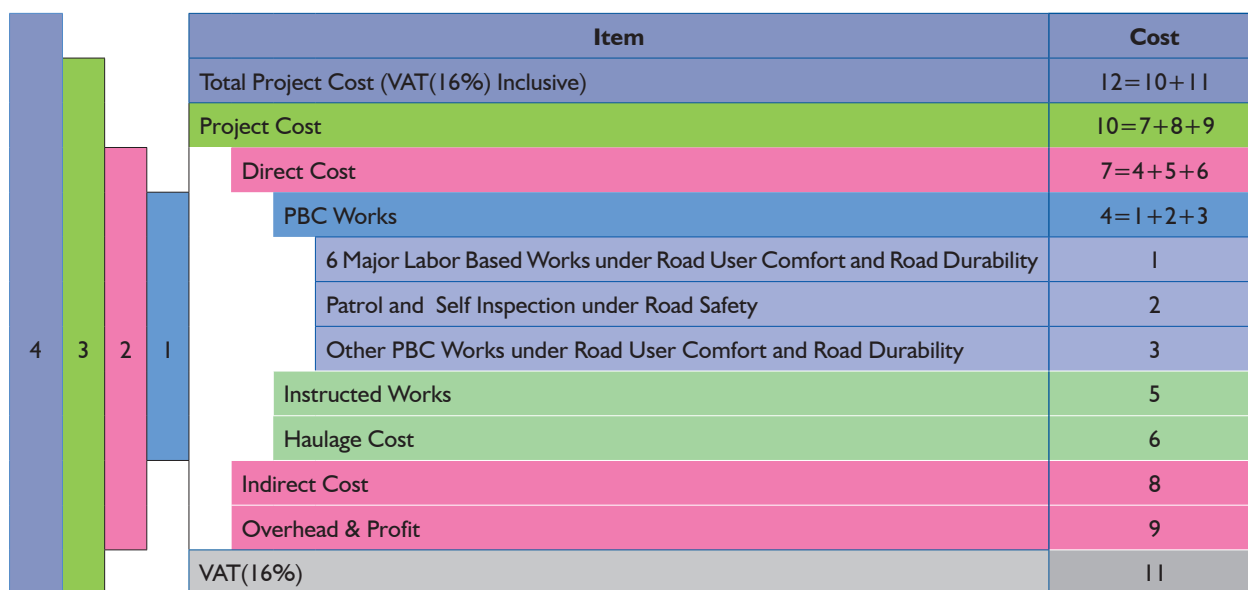 Item Cost
Total Project Cost (VAT(16%) Inclusive) 12=10+11
Project Cost 10=7+8+9
Direct Cost 7=4+5+6
PBC Works 4=1+2+3
6 Major Labor Based Works under Road User Comfort and Road Durability 1
Patrol and Self Inspection under Road Safety 2
4 3 2 1 Other PBC Works under Road User Comfort and Road Durability 3
Instructed Works 5
Haulage Cost 6
Indirect Cost 8
Overhead & Profit 9
VAT(16%) 11